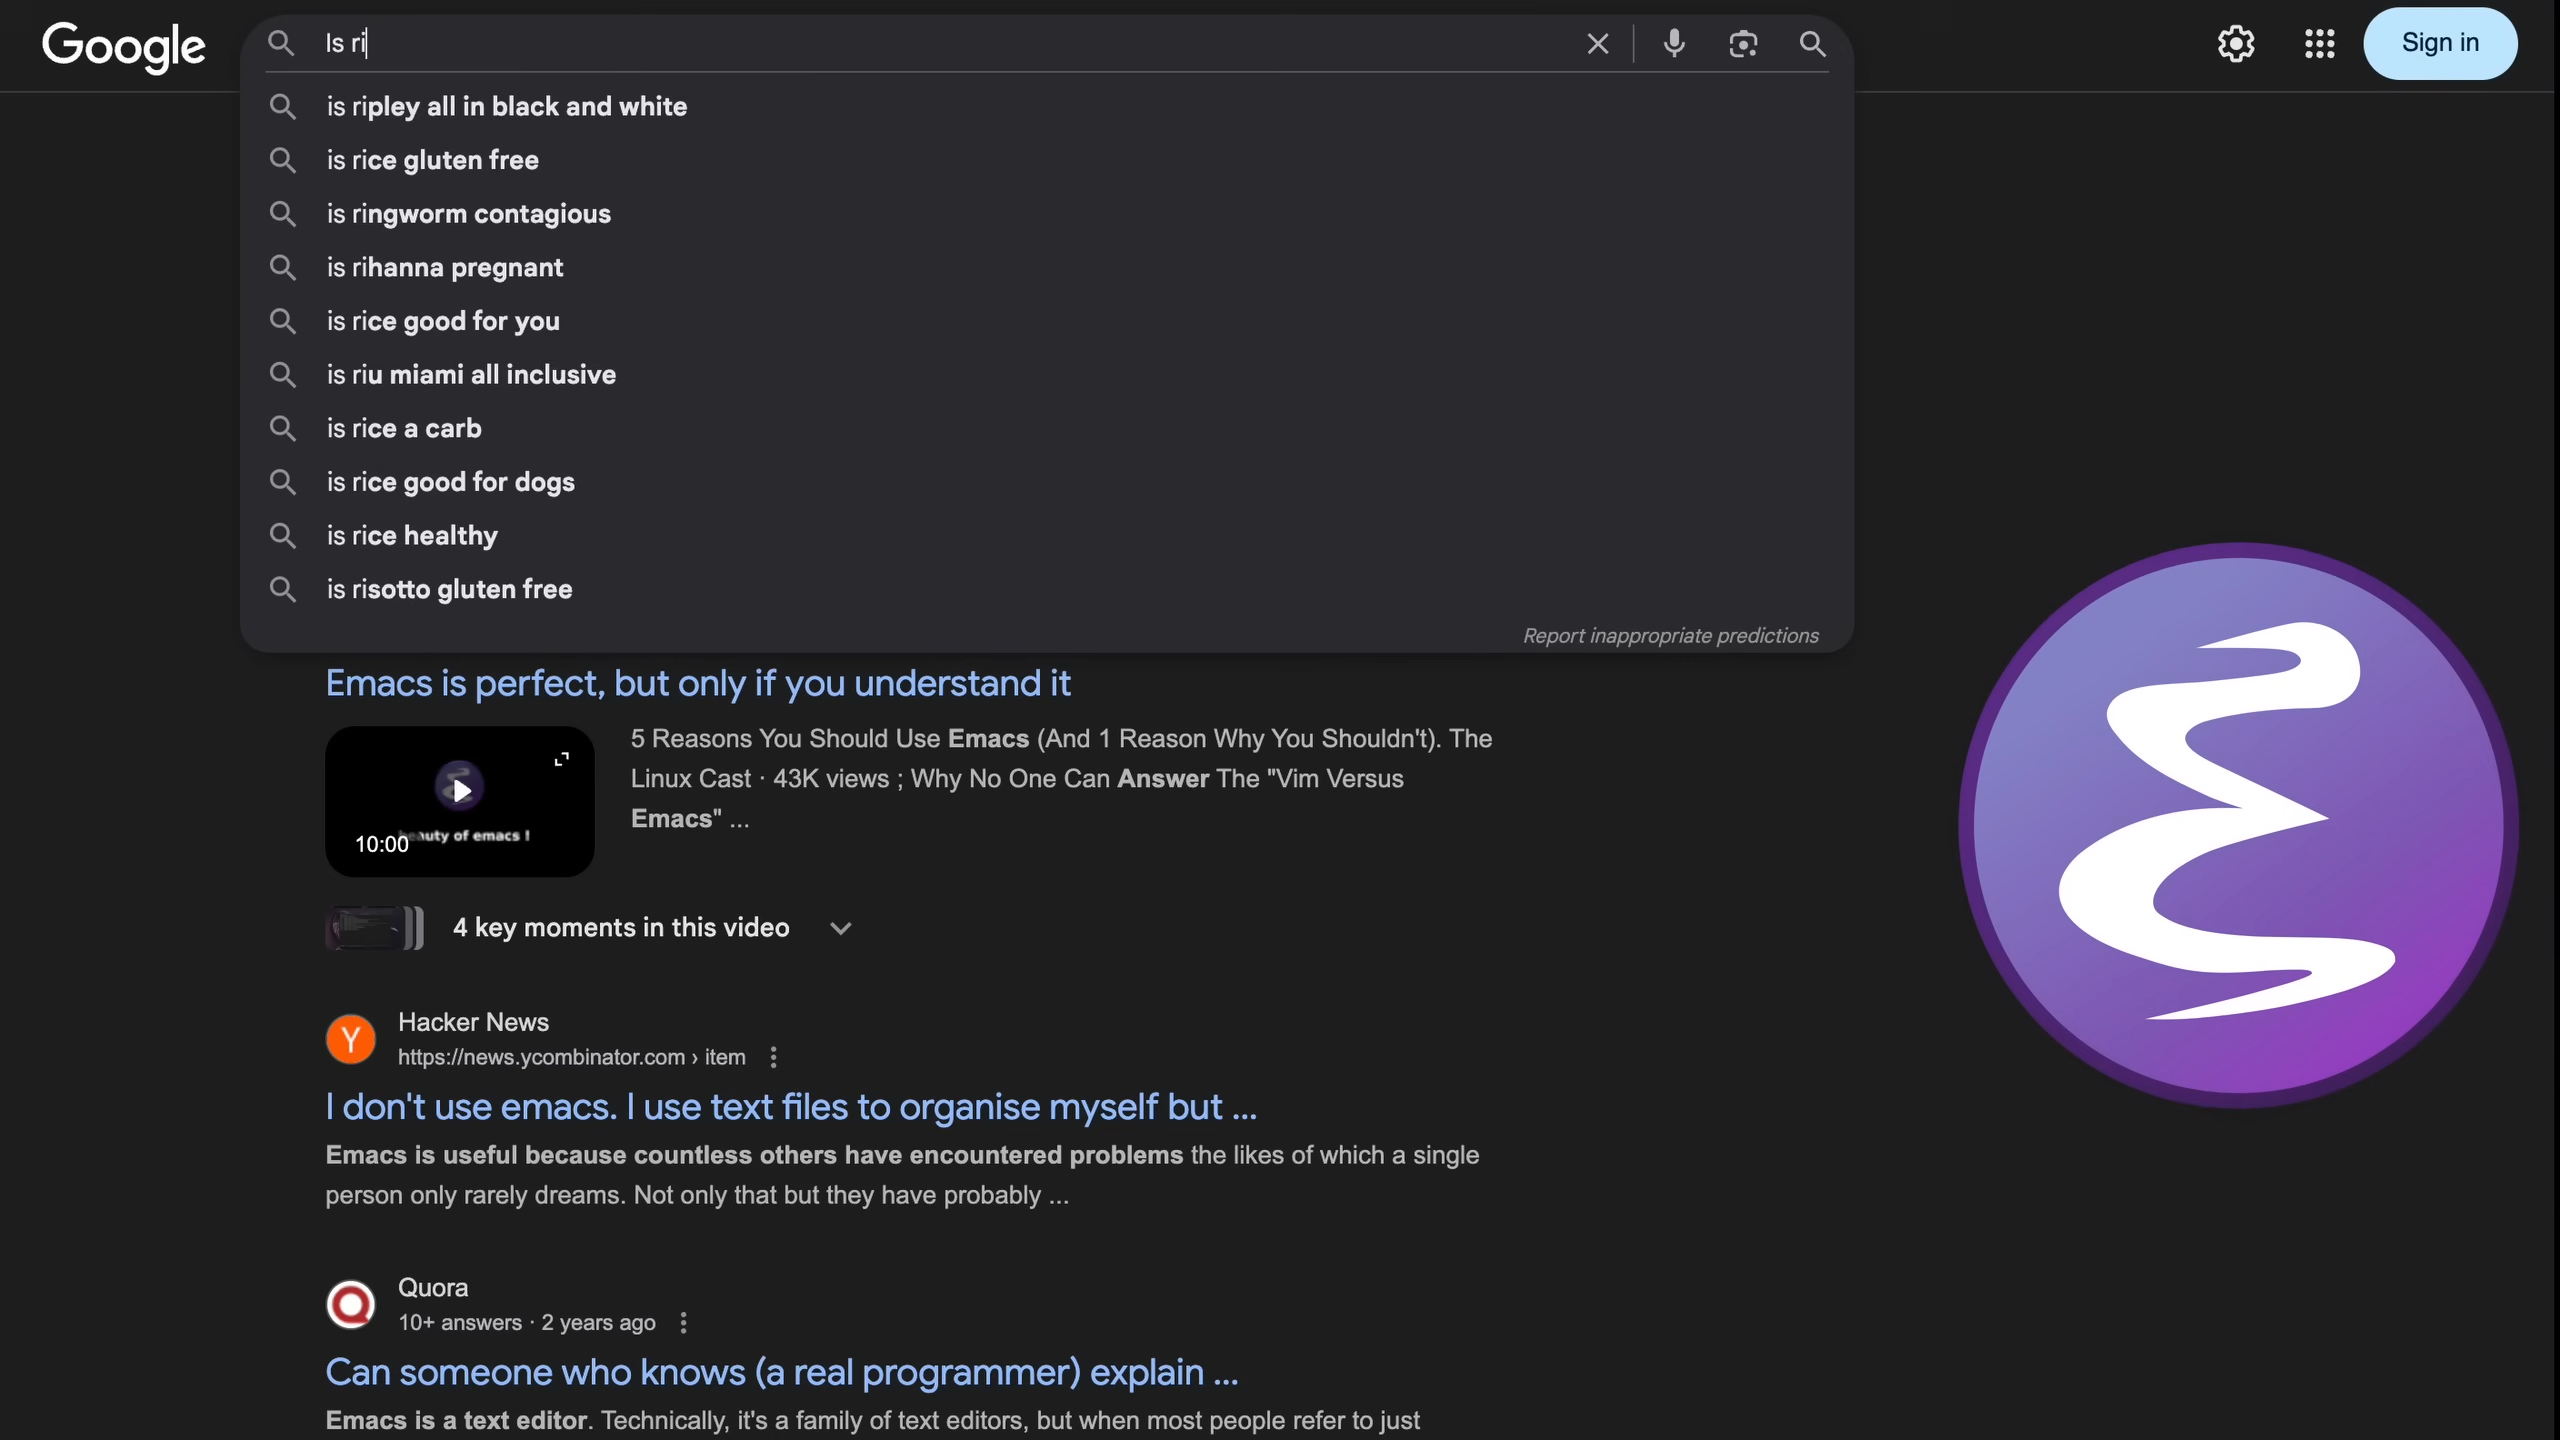 Google
Is ri
Sign in
is ripley all in black and white
is rice gluten free
is ringworm contagious
is rihanna pregnant
is rice good for you
is riu miami all inclusive
is rice a carb
is rice good for dogs
is rice healthy
is risotto gluten free
Report inappropriate predictions
Emacs is perfect, but only if you understand it
5 Reasons You Should Use Emacs (And 1 Reason Why You Shouldn't). The
Linux Cast · 43K views ; Why No One Can Answer The "Vim Versus
Emacs" ...
10:00
beauty of emacs !
4 key moments in this video
Y
Hacker News
https://news.ycombinator.com › item
I don't use emacs. I use text files to organise myself but ...
Emacs is useful because countless others have encountered problems the likes of which a single
person only rarely dreams. Not only that but they have probably ...
Quora
10+ answers · 2 years ago
Can someone who knows (a real programmer) explain ...
Emacs is a text editor. Technically, it's a family of text editors, but when most people refer to just